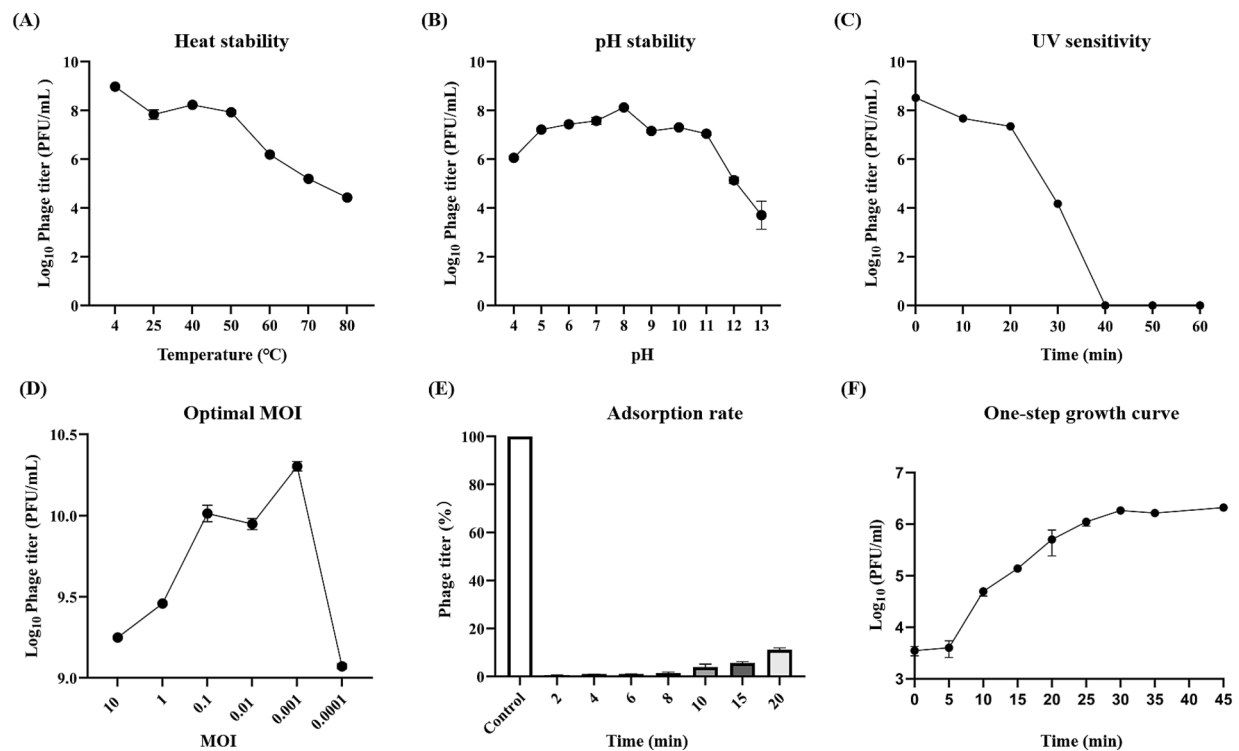 (A)
Heat stability
Log10 Phage titer (PFU/mL )
10
8
6
4
2
0
4 25 40 50 60 70 80
Temperature (°C)
(B)
pH stability
Log10 Phage titer (PFU/mL )
10
8
6
4
2
0
4 5 6 7 8 9 10 11 12 13
pH
(C)
UV sensitivity
Log10 Phage titer (PFU/mL )
10
8
6
4
2
0
0 10 20 30 40 50 60
Time (min)
(D)
Optimal MOI
Log10 Phage titer (PFU/mL)
10.5
10.0
9.5
9.0
10 1 0.1 0.01 0.001 0.0001
MOI
(E)
Adsorption rate
Phage titer (%)
100
80
60
40
20
0
Control 2 4 6 8 10 15 20
Time (min)
(F)
One-step growth curve
Log10 (PFU/ml)
7
6
5
4
3
0 5 10 15 20 25 30 35 45
Time (min)